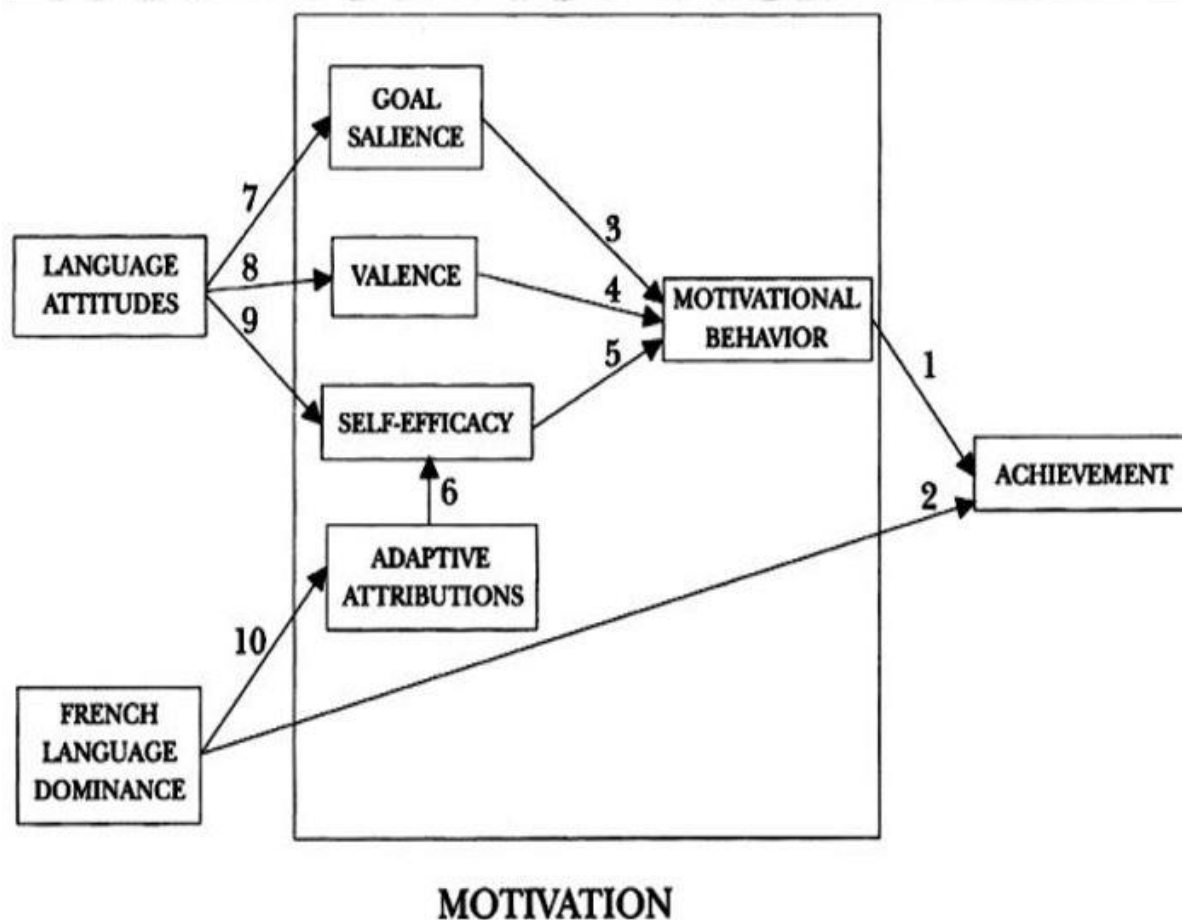 GOAL
SALIENCE
7
3
LANGUAGE
ATTITUDES
8
VALENCE
4
MOTIVATIONAL
BEHAVIOR
9
5
1
SELF-EFFICACY
6
2
ACHIEVEMENT
ADAPTIVE
ATTRIBUTIONS
10
FRENCH
LANGUAGE
DOMINANCE
MOTIVATION